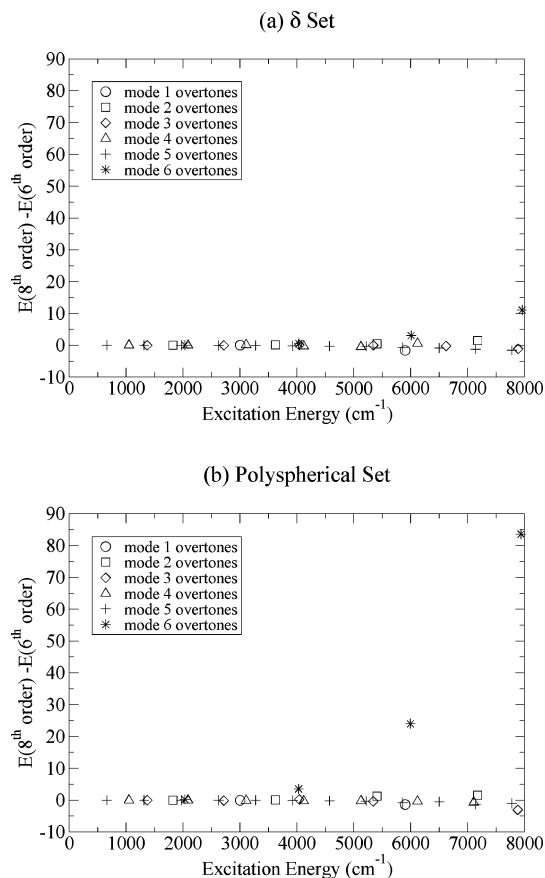 (a) δ Set
E(8th order) -E(6th order)
90
80
70
60
50
40
30
20
10
0
-10
mode 1 overtones
mode 2 overtones
mode 3 overtones
mode 4 overtones
mode 5 overtones
mode 6 overtones
0 1000 2000 3000 4000 5000 6000 7000 8000
Excitation Energy (cm-1)
(b) Polyspherical Set
E(8th order) -E(6th order)
90
80
70
60
50
40
30
20
10
0
-10
mode 1 overtones
mode 2 overtones
mode 3 overtones
mode 4 overtones
mode 5 overtones
mode 6 overtones
0 1000 2000 3000 4000 5000 6000 7000 8000
Excitation Energy (cm-1)